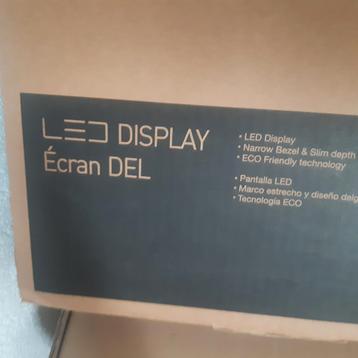 LED DISPLAY
Écran DEL
• LED Display
• Narrow Bezel & Slim depth
• ECO Friendly technology
• Pantalla LED
• Marco estrecho y diseño
• Tecnología ECO